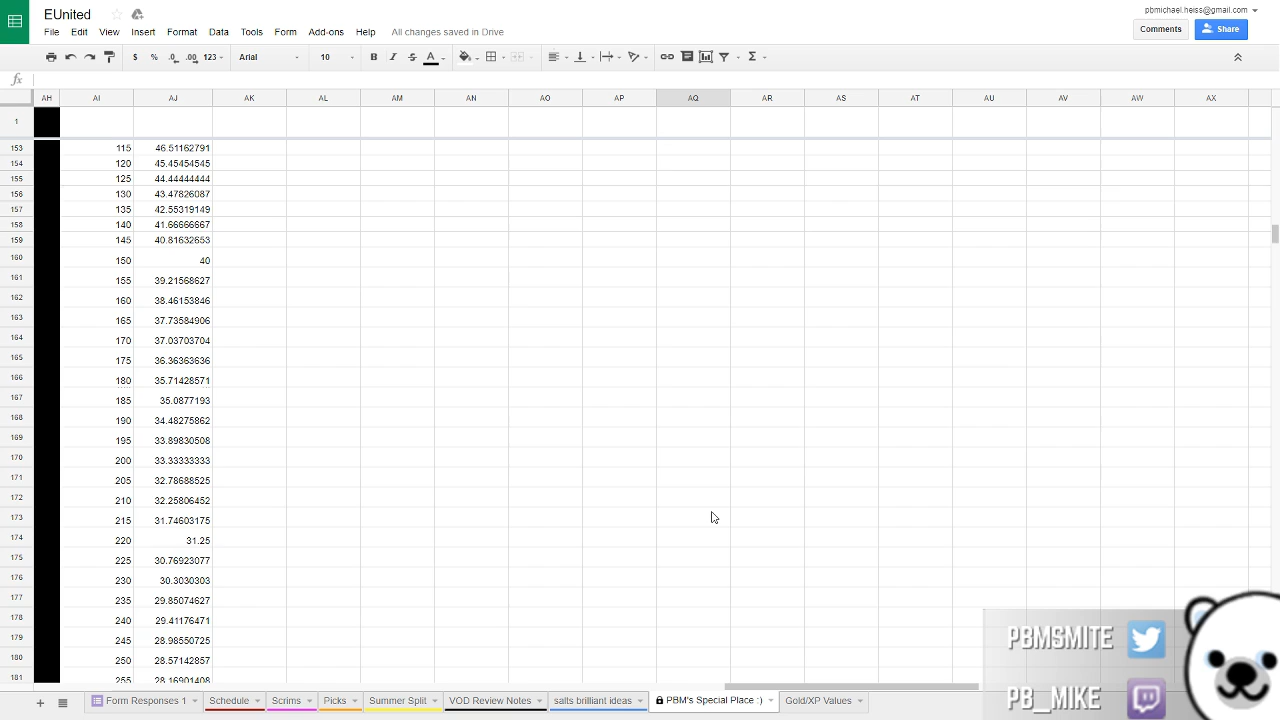 EUnited
pbmichael.heiss@gmail.com
File Edit View Insert Format Data Tools Form Add-ons Help All changes saved in Drive
Comments Share
$ % .0 .00 123 Arial 10 B I S A Σ
fx
AH AI AJ AK AL AM AN AO AP AQ AR AS AT AU AV AW AX
1
153 115 46.51162791
154 120 45.45454545
155 125 44.44444444
156 130 43.47826087
157 135 42.55319149
158 140 41.66666667
159 145 40.81632653
160 150 40
161 155 39.21568627
162 160 38.46153846
163 165 37.73584906
164 170 37.03703704
165 175 36.36363636
166 180 35.71428571
167 185 35.0877193
168 190 34.48275862
169 195 33.89830508
170 200 33.33333333
171 205 32.78688525
172 210 32.25806452
173 215 31.74603175
174 220 31.25
175 225 30.76923077
176 230 30.3030303
177 235 29.85074627
178 240 29.41176471
179 245 28.98550725
180 250 28.57142857
181 255 28.16901408
PBMSMITE
PB_MIKE
Form Responses 1 Schedule Scrims Picks Summer Split VOD Review Notes salts brilliant ideas PBM's Special Place :) Gold/XP Values